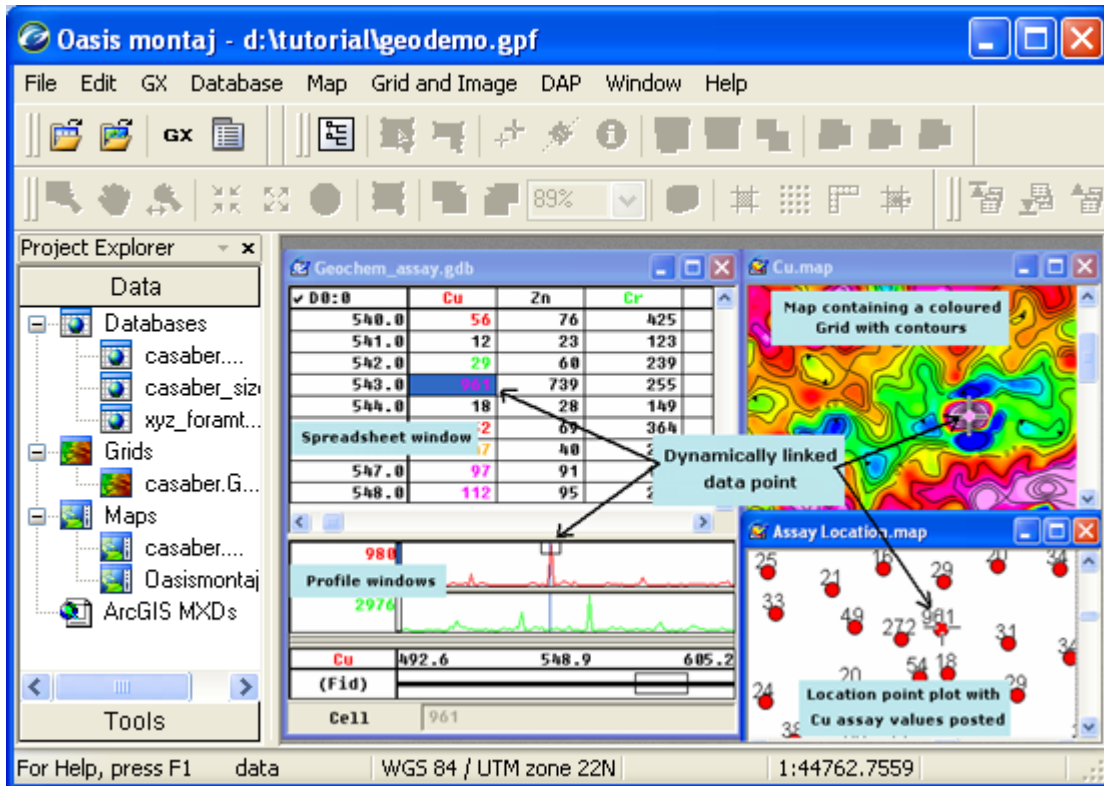 Oasis montaj - d:\tutorial\geodemo.gpf
File Edit GX Database Map Grid and Image DAP Window Help
GX
89%
Project Explorer
Data
Databases
casaber....
casaber_size
xyz_foramt...
Grids
casaber.G...
Maps
casaber....
Oasismontaj
ArcGIS MXDs
Tools
Geochem_assay.gdb
D0:0 Cu Zn Cr
540.0 56 76 425
541.0 12 23 123
542.0 29 60 239
543.0 961 739 255
544.0 18 28 149
69 364
40
547.0 97 91
548.0 112 95
Spreadsheet window
Dynamically linked
data point
980
Profile windows
2976
Cu 492.6 548.9 605.2
(Fid)
Cell 961
Cu.map
Map containing a coloured
Grid with contours
Assay Location.map
25 16 20 34
21 29
33 49 272 961 31 34
20 54 18
24 29
Location point plot with
Cu assay values posted
For Help, press F1 data WGS 84 / UTM zone 22N 1:44762.7559